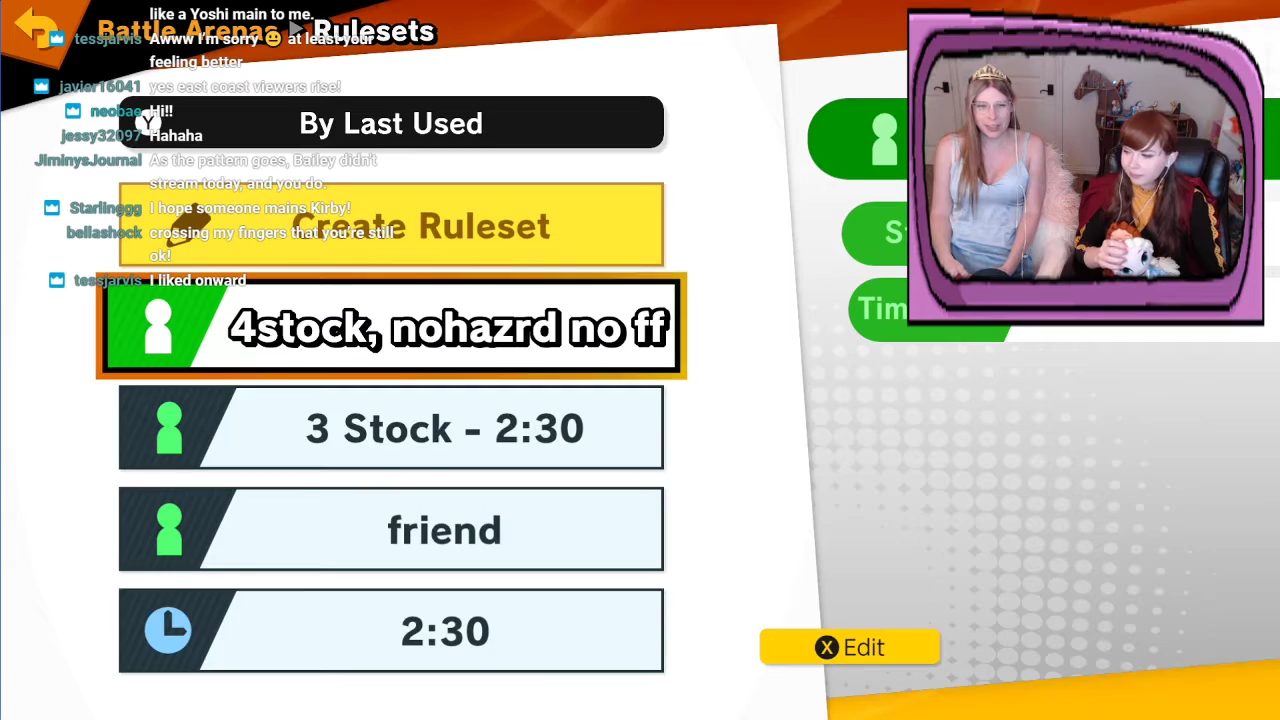 like a Yoshi main to me.
Battle Arenas ▶ Rulesets
tessjarvis Awww I'm sorry 😐 at least your
feeling better
javier16041 yes east coast viewers rise!
neobae Hi!!
Y By Last Used
jessy32097 Hahaha
JiminysJournal As the pattern goes, Bailey didn't
stream today, and you do.
Starlinggg I hope someone mains Kirby!
Create Ruleset
bellashock crossing my fingers that you're still
ok!
tessjarvis I liked onward
4stock, nohazrd no ff
3 Stock - 2:30
friend
2:30
X Edit